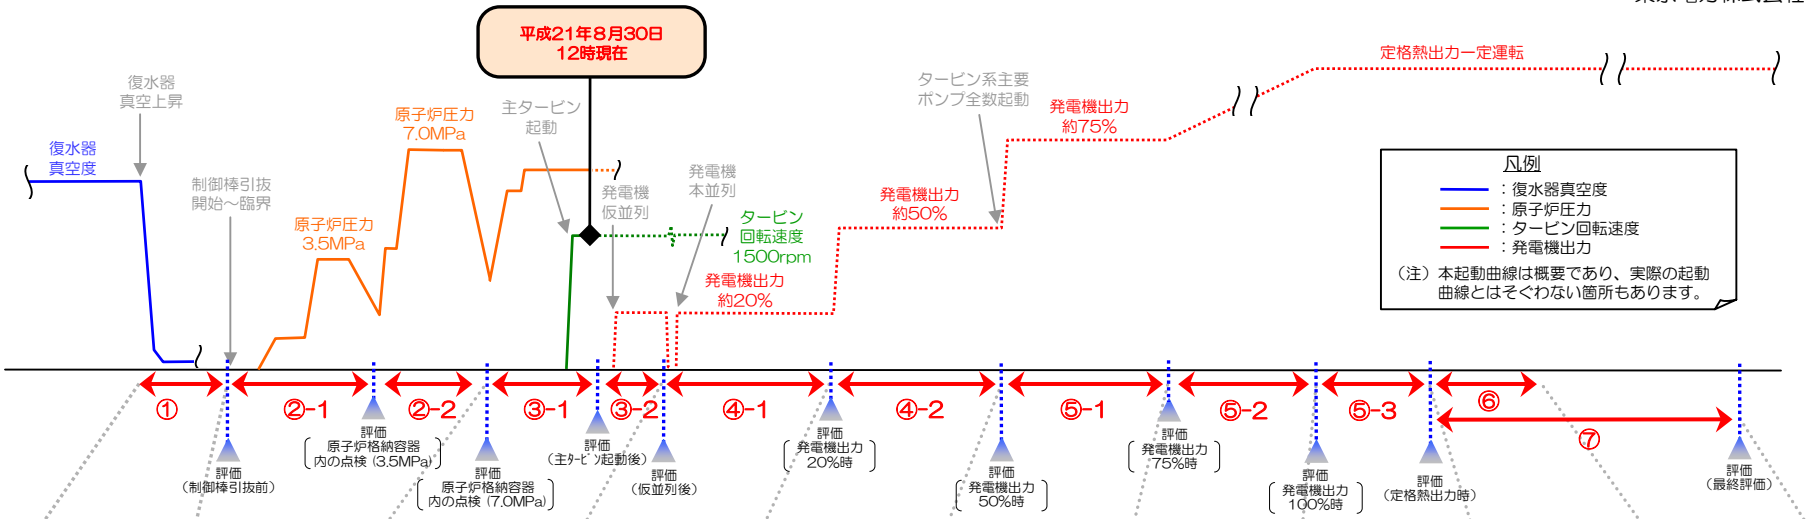 平成21年8月30日
12時現在
定格熱出力一定運転
復水器
真空上昇
タービン系主要
ポンプ全数起動
原子炉圧力
7.0MPa
主タービン
起動
発電機出力
約75%
復水器
真空度
制御棒引抜
開始～臨界
発電機
仮並列
発電機
本並列
発電機出力
約50%
原子炉圧力
3.5MPa
タービン
回転速度
1500rpm
発電機出力
約20%
凡例
：復水器真空度
：原子炉圧力
：タービン回転速度
：発電機出力
（注）本起動曲線は概要であり、実際の起動
曲線とはそぐわない箇所もあります。
①
②-1
②-2
③-1
③-2
④-1
④-2
⑤-1
⑤-2
⑤-3
⑥
⑦
評価
（制御棒引抜前）
評価
原子炉格納容器
内の点検（3.5MPa）
評価
原子炉格納容器
内の点検（7.0MPa）
評価
（主タービン起動後）
評価
（仮並列後）
評価
発電機出力
20%時
評価
発電機出力
50%時
評価
発電機出力
75%時
評価
発電機出力
100%時
評価
（定格熱出力時）
評価
（最終評価）